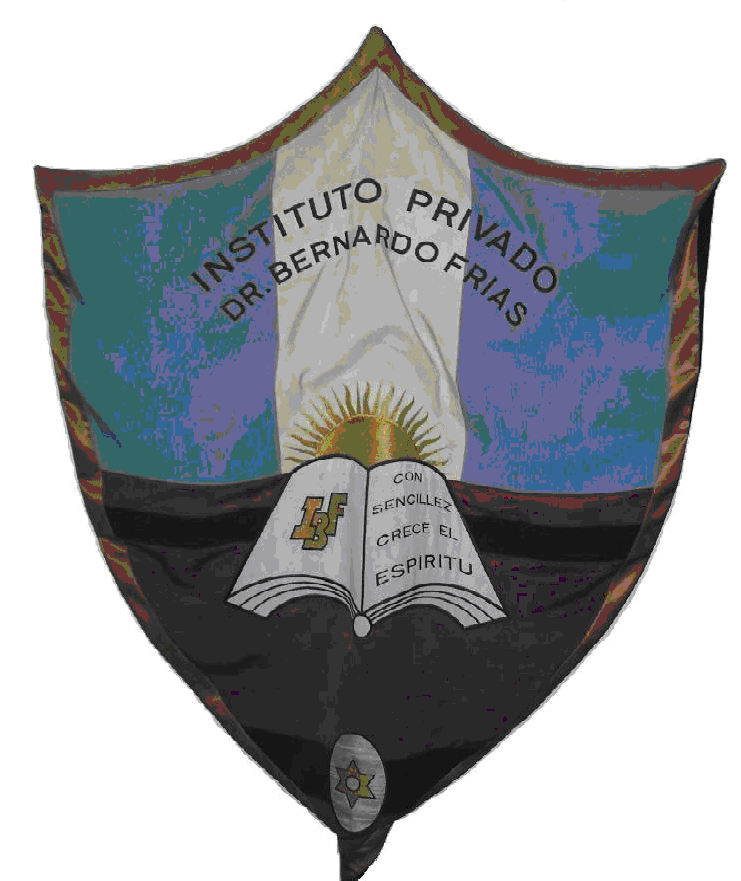 INSTITUTO PRIVADO
DR. BERNARDO FRIAS
IBF
CON
SENCILLEZ
CRECE EL
ESPIRITU